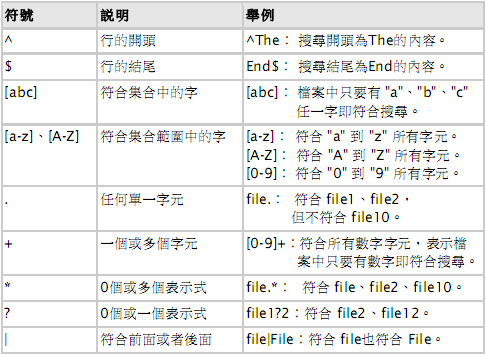 符號 說明 舉例
^ 行的開頭 ^The： 搜尋開頭為The的內容。
$ 行的結尾 End$： 搜尋結尾為End的內容。
[abc] 符合集合中的字 [abc]： 檔案中只要有 "a"、"b"、"c"
任一字即符合搜尋。
[a-z]、[A-Z] 符合集合範圍中的字 [a-z]： 符合 "a" 到 "z" 所有字元。
[A-Z]： 符合 "A" 到 "Z" 所有字元。
[0-9]： 符合 "0" 到 "9" 所有字元。
. 任何單一字元 file.： 符合 file1、file2，
但不符合 file10。
+ 一個或多個字元 [0-9]+：符合所有數字字元，表示檔
案中只要有數字即符合搜尋。
* 0個或多個表示式 file.*： 符合 file、file2、file10。
? 0個或一個表示式 file1?2：符合 file2、file12。
| 符合前面或者後面 file|File：符合 file也符合 File。